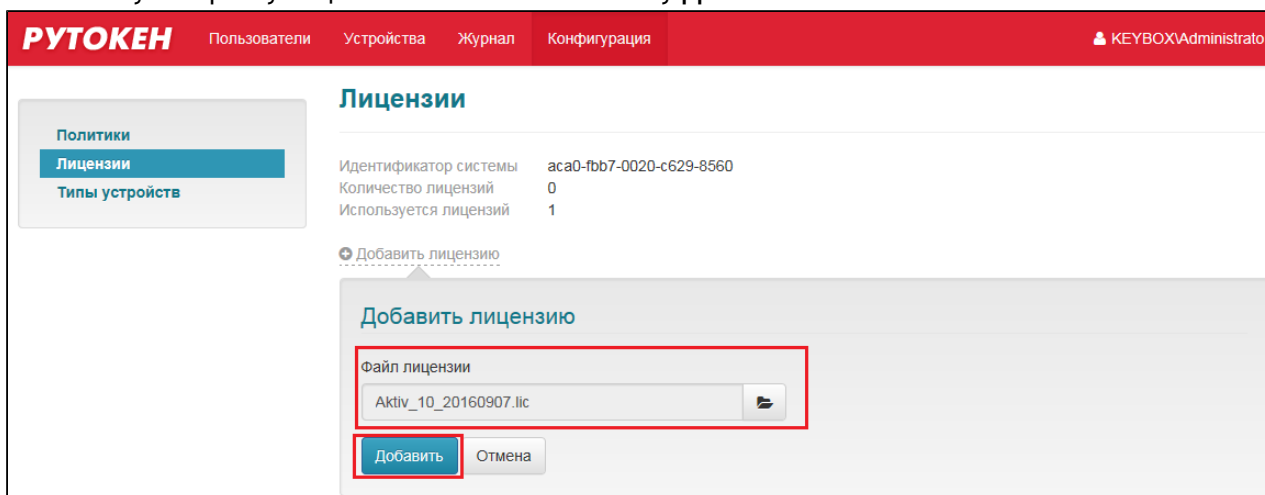 РУТОКЕН Пользователи Устройства Журнал Конфигурация KEYBOX\Administrato
Лицензии
Политики
Лицензии
Типы устройств
Идентификатор системы aca0-fbb7-0020-c629-8560
Количество лицензий 0
Используется лицензий 1
Добавить лицензию
Добавить лицензию
Файл лицензии
Aktiv_10_20160907.lic
Добавить Отмена